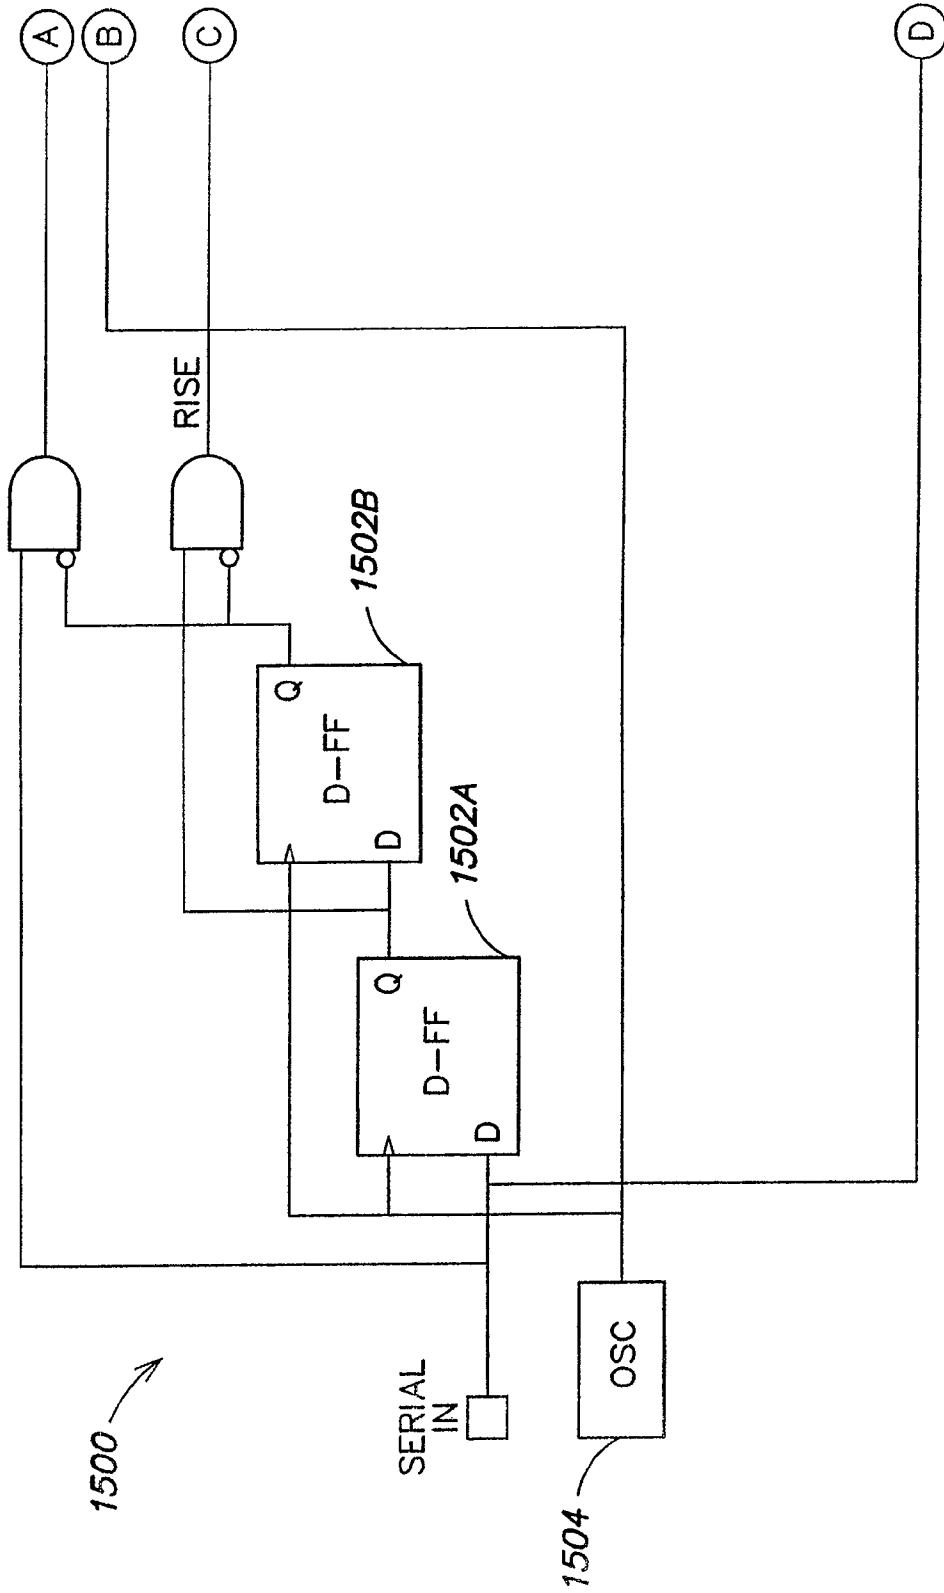 A
B
C
D
RISE
1502B
Q
D-FF
D
1502A
Q
D-FF
D
1500
SERIAL
IN
OSC
1504